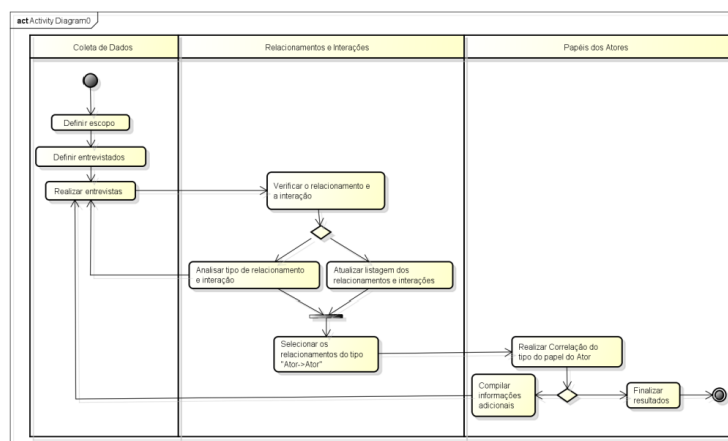 act Activity Diagram0
Coleta de Dados
Relacionamentos e Interações
Papéis dos Atores
Definir escopo
Definir entrevistados
Realizar entrevistas
Verificar o relacionamento e
a interação
Analisar tipo de relacionamento
e interação
Atualizar listagem dos
relacionamentos e interações
Selecionar os
relacionamentos do tipo
"Ator->Ator"
Realizar Correlação do
tipo do papel do Ator
Compilar
informações
adicionais
Finalizar
resultados